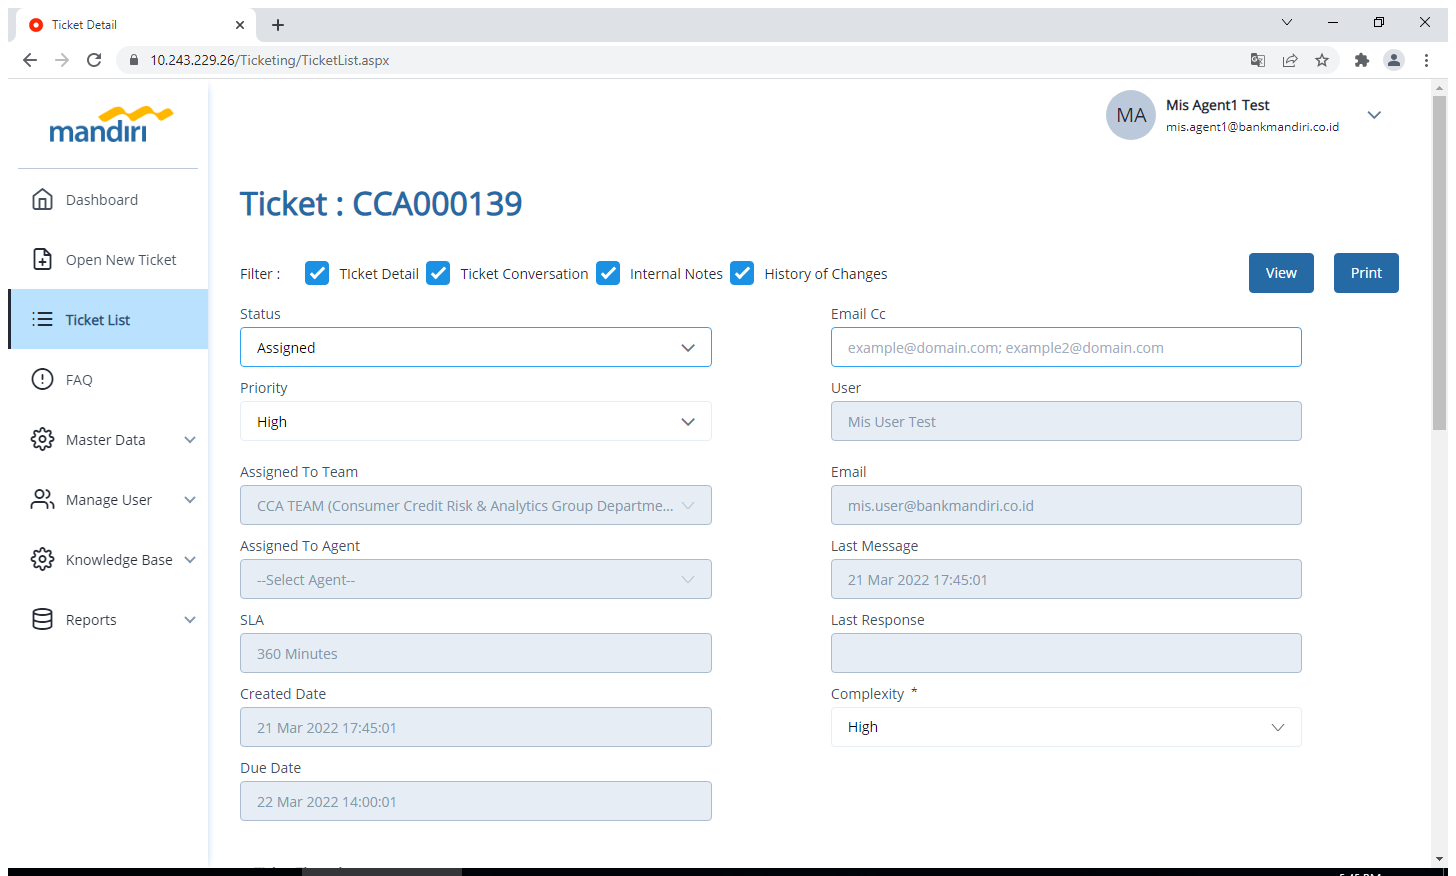 Ticket Detail
10.243.229.26/Ticketing/TicketList.aspx
mandiri
MA
Mis Agent1 Test
mis.agent1@bankmandiri.co.id
Dashboard
Open New Ticket
Ticket List
FAQ
Master Data
Manage User
Knowledge Base
Reports
Ticket : CCA000139
Filter : TIcket Detail Ticket Conversation Internal Notes History of Changes
View Print
Status
Assigned
Email Cc
example@domain.com; example2@domain.com
Priority
High
User
Mis User Test
Assigned To Team
CCA TEAM (Consumer Credit Risk & Analytics Group Departme...
Email
mis.user@bankmandiri.co.id
Assigned To Agent
--Select Agent--
Last Message
21 Mar 2022 17:45:01
SLA
360 Minutes
Last Response
Created Date
21 Mar 2022 17:45:01
Complexity *
High
Due Date
22 Mar 2022 14:00:01